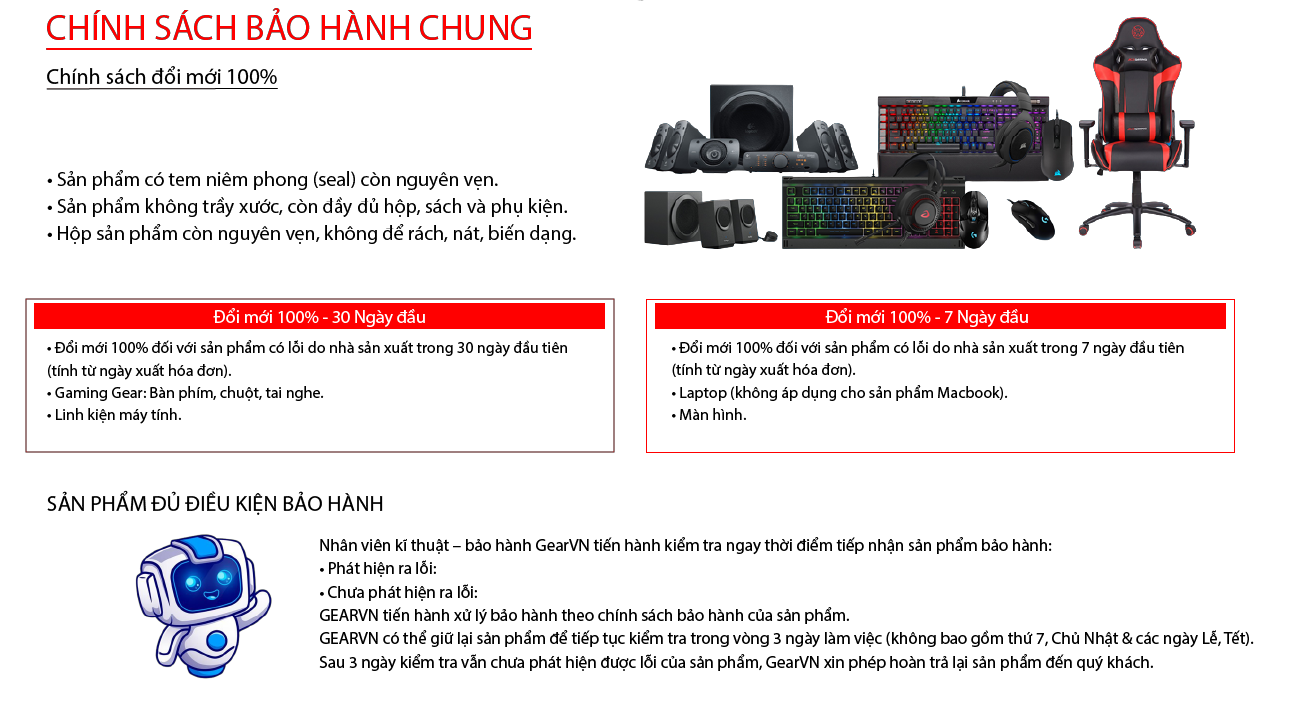 CHÍNH SÁCH BẢO HÀNH CHUNG
Chính sách đổi mới 100%
• Sản phẩm có tem niêm phong (seal) còn nguyên vẹn.
• Sản phẩm không trầy xước, còn đầy đủ hộp, sách và phụ kiện.
• Hộp sản phẩm còn nguyên vẹn, không để rách, nát, biến dạng.
Đổi mới 100% - 30 Ngày đầu
• Đổi mới 100% đối với sản phẩm có lỗi do nhà sản xuất trong 30 ngày đầu tiên
(tính từ ngày xuất hóa đơn).
• Gaming Gear: Bàn phím, chuột, tai nghe.
• Linh kiện máy tính.
Đổi mới 100% - 7 Ngày đầu
• Đổi mới 100% đối với sản phẩm có lỗi do nhà sản xuất trong 7 ngày đầu tiên
(tính từ ngày xuất hóa đơn).
• Laptop (không áp dụng cho sản phẩm Macbook).
• Màn hình.
SẢN PHẨM ĐỦ ĐIỀU KIỆN BẢO HÀNH
Nhân viên kĩ thuật – bảo hành GearVN tiến hành kiểm tra ngay thời điểm tiếp nhận sản phẩm bảo hành:
• Phát hiện ra lỗi:
• Chưa phát hiện ra lỗi:
GEARVN tiến hành xử lý bảo hành theo chính sách bảo hành của sản phẩm.
GEARVN có thể giữ lại sản phẩm để tiếp tục kiểm tra trong vòng 3 ngày làm việc (không bao gồm thứ 7, Chủ Nhật & các ngày Lễ, Tết).
Sau 3 ngày kiểm tra vẫn chưa phát hiện được lỗi của sản phẩm, GearVN xin phép hoàn trả lại sản phẩm đến quý khách.